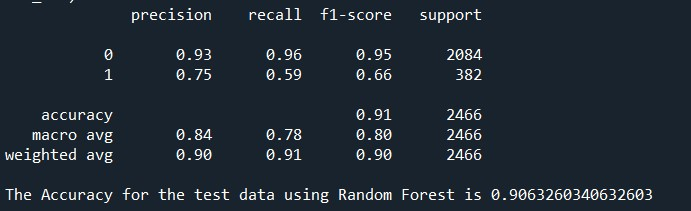 precision recall f1-score support
0 0.93 0.96 0.95 2084
1 0.75 0.59 0.66 382
accuracy 0.91 2466
macro avg 0.84 0.78 0.80 2466
weighted avg 0.90 0.91 0.90 2466
The Accuracy for the test data using Random Forest is 0.9063260340632603